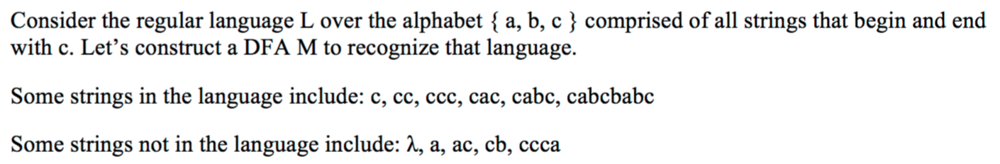 Consider the regular language L over the alphabet { a, b, c } comprised of all strings that begin and end
with c. Let’s construct a DFA M to recognize that language.
Some strings in the language include: c, cc, ccc, cac, cabc, cabcbabc
Some strings not in the language include: λ, a, ac, cb, ccca